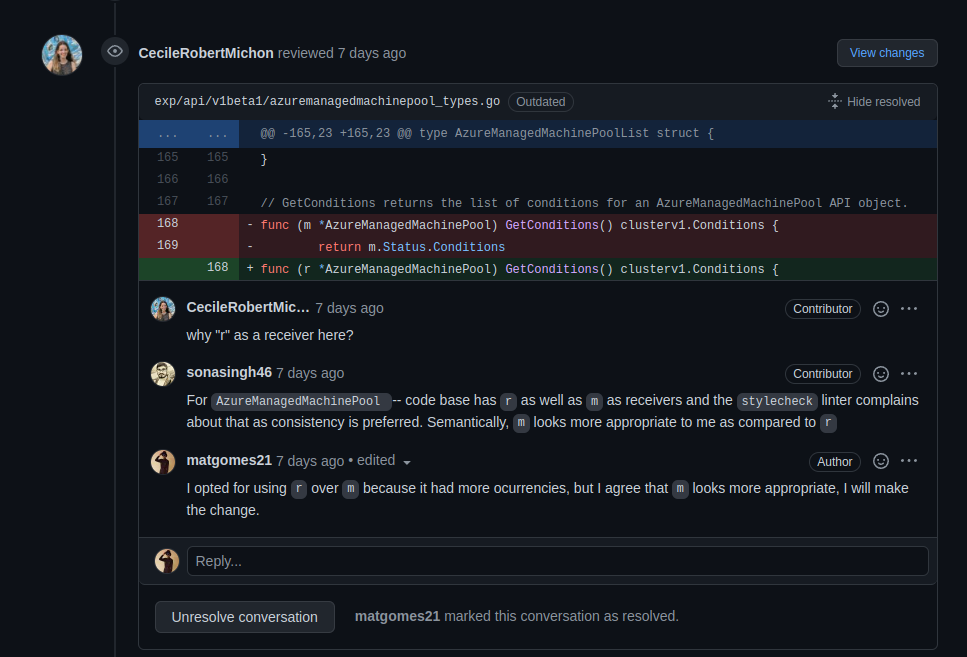 CecileRobertMichon reviewed 7 days ago
View changes
exp/api/v1beta1/azuremanagedmachinepool_types.go Outdated
Hide resolved
... ... @@ -165,23 +165,23 @@ type AzureManagedMachinePoolList struct {
165 165 }
166 166
167 167 // GetConditions returns the list of conditions for an AzureManagedMachinePool API object.
168 - func (m *AzureManagedMachinePool) GetConditions() clusterv1.Conditions {
169 - return m.Status.Conditions
168 + func (r *AzureManagedMachinePool) GetConditions() clusterv1.Conditions {
CecileRobertMic... 7 days ago Contributor ...
why "r" as a receiver here?
sonasingh46 7 days ago Contributor ...
For AzureManagedMachinePool -- code base has r as well as m as receivers and the stylecheck linter complains
about that as consistency is preferred. Semantically, m looks more appropriate to me as compared to r
matgomes21 7 days ago • edited Author ...
I opted for using r over m because it had more ocurrencies, but I agree that m looks more appropriate, I will make
the change.
Reply...
Unresolve conversation
matgomes21 marked this conversation as resolved.